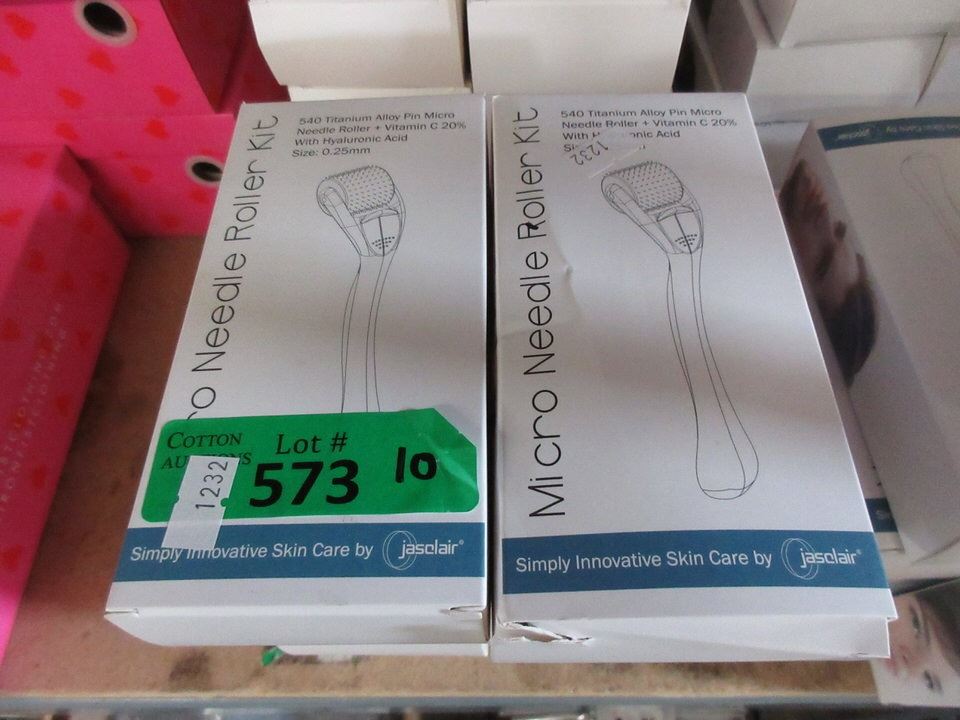 540 Titanium Alloy Pin Micro
Needle Roller + Vitamin C 20%
With Hyaluronic Acid
Size: 0.25mm
ro Needle Roller Kit
COTTON
Lot #
573
10
1232
Simply Innovative Skin Care by
jasclair®
540 Titanium Alloy Pin Micro
Needle Roller + Vitamin C 20%
With
1232
Micro Needle Roller Kit
Simply Innovative Skin Care by
jasclair®